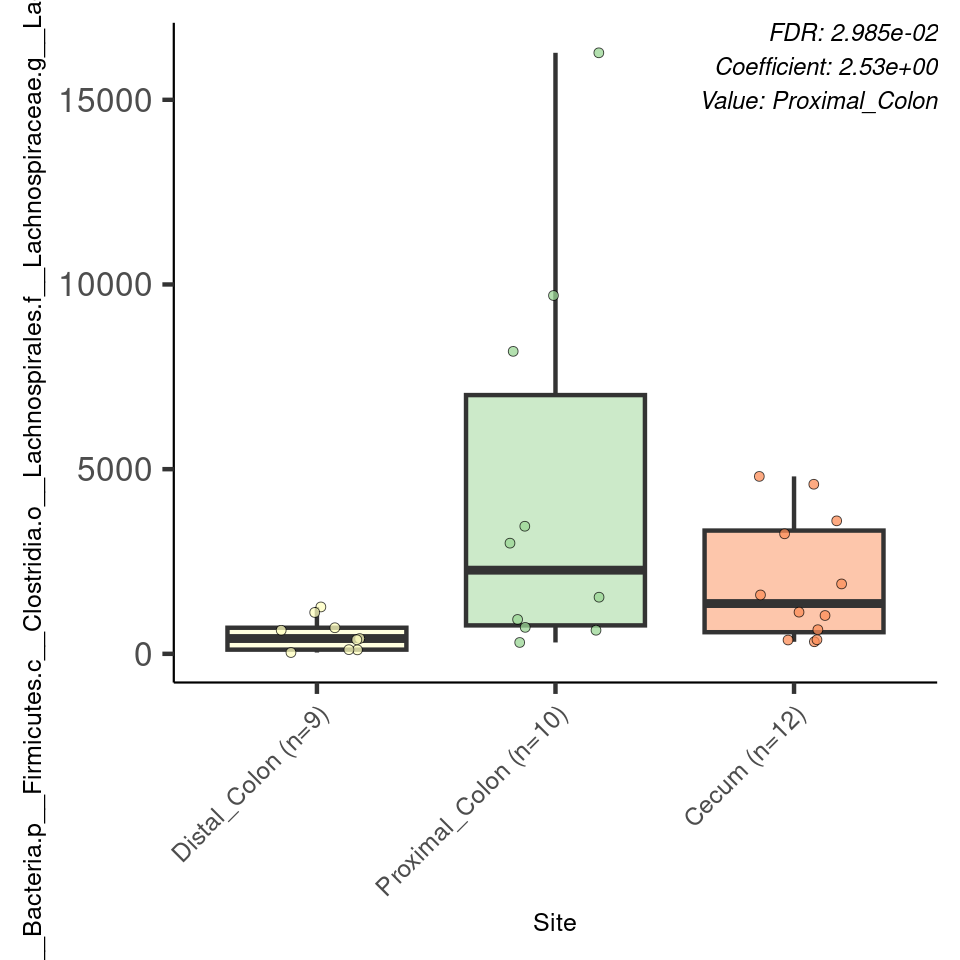 FDR: 2.985e-02
Coefficient: 2.53e+00
Value: Proximal_Colon
__Bacteria.p__Firmicutes.c__Clostridia.o__Lachnospirales.f__Lachnospiraceae.g__La
15000
10000
5000
0
Distal_Colon (n=9)
Proximal_Colon (n=10)
Cecum (n=12)
Site